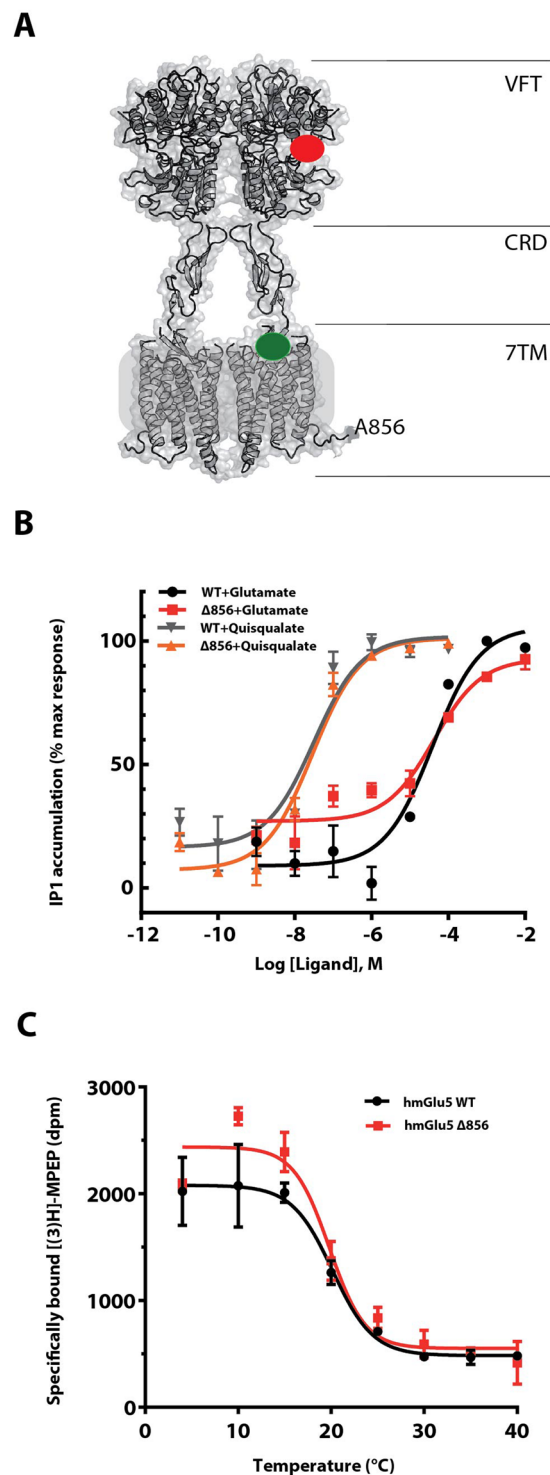 A
VFT
CRD
7TM
A856
B
WT+Glutamate
Δ856+Glutamate
WT+Quisqualate
Δ856+Quisqualate
IP1 accumulation (% max response)
100
50
0
-12 -10 -8 -6 -4 -2
Log [Ligand], M
C
hmGlu5 WT
hmGlu5 Δ856
Specifically bound [(3)H]-MPEP (dpm)
3000
2000
1000
0
0 10 20 30 40
Temperature (°C)